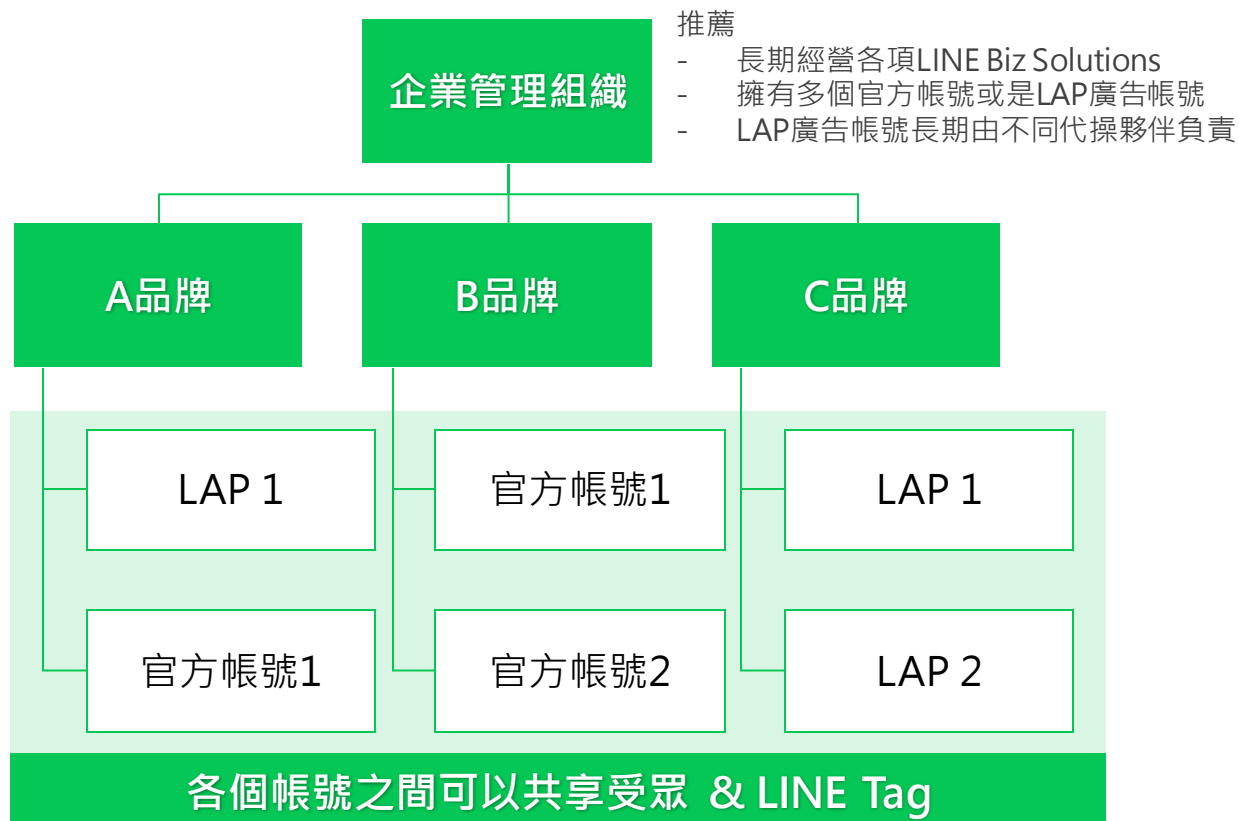 企業管理組織
推薦
- 長期經營各項LINE Biz Solutions
- 擁有多個官方帳號或是LAP廣告帳號
- LAP廣告帳號長期由不同代操夥伴負責
A品牌
B品牌
C品牌
LAP 1
官方帳號1
LAP 1
官方帳號1
官方帳號2
LAP 2
各個帳號之間可以共享受眾 & LINE Tag